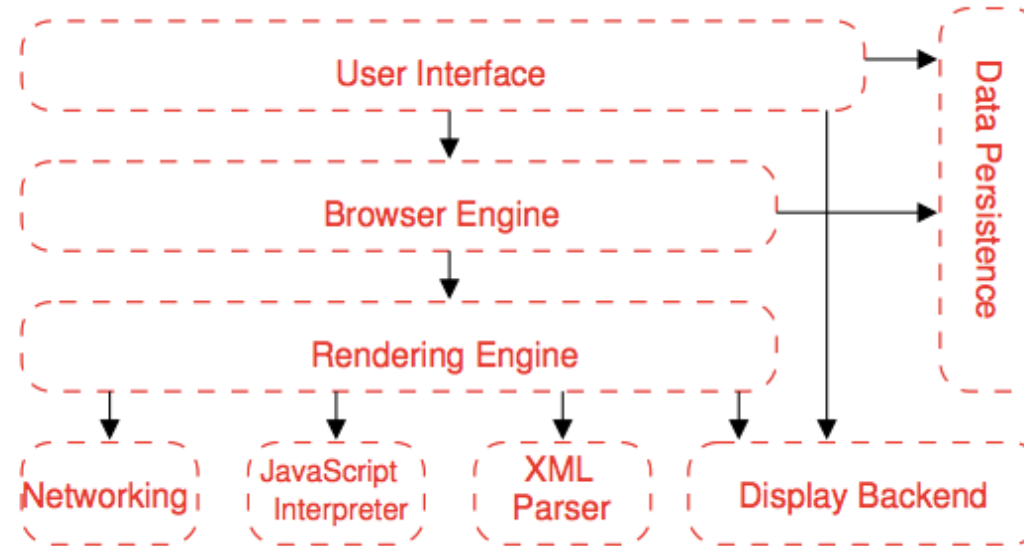 User Interface
Data Persistence
Browser Engine
Rendering Engine
Networking
JavaScript
Interpreter
XML
Parser
Display Backend